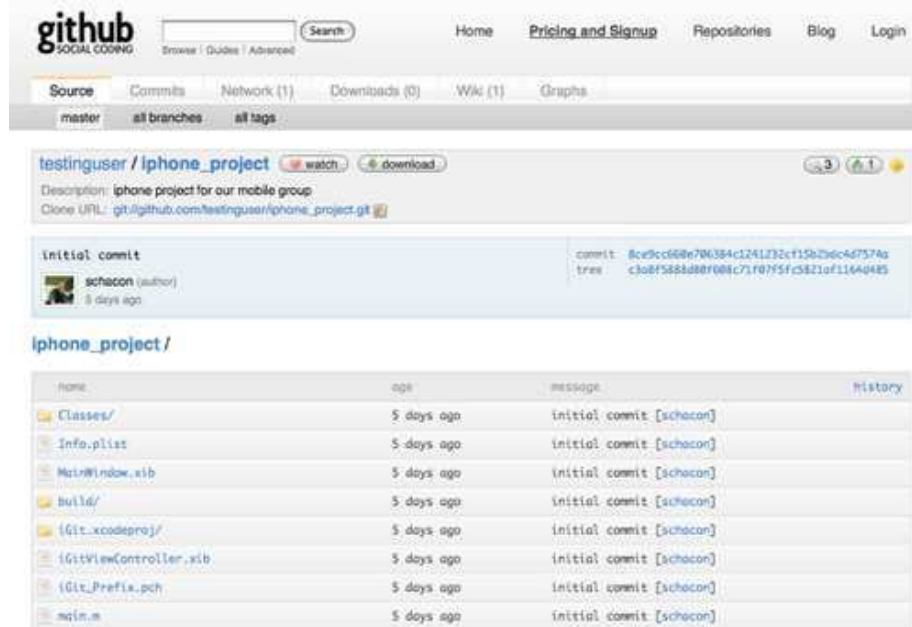 github
SOCIAL CODING
Search
Browse | Guides | Advanced
Home Pricing and Signup Repositories Blog Login
Source Commits Network (1) Downloads (0) Wiki (1) Graphs
master all branches all tags
testinguser / iphone_project watch download 3 1
Description: iphone project for our mobile group
Clone URL: git://github.com/testinguser/iphone_project.git
initial commit
commit
tree
schacon (author)
5 days ago
iphone_project /
name age message history
Classes/ 5 days ago initial commit [schacon]
Info.plist 5 days ago initial commit [schacon]
MainWindow.xib 5 days ago initial commit [schacon]
build/ 5 days ago initial commit [schacon]
iGit.xcodeproj/ 5 days ago initial commit [schacon]
iGitViewController.xib 5 days ago initial commit [schacon]
iGit_Prefix.pch 5 days ago initial commit [schacon]
main.m 5 days ago initial commit [schacon]